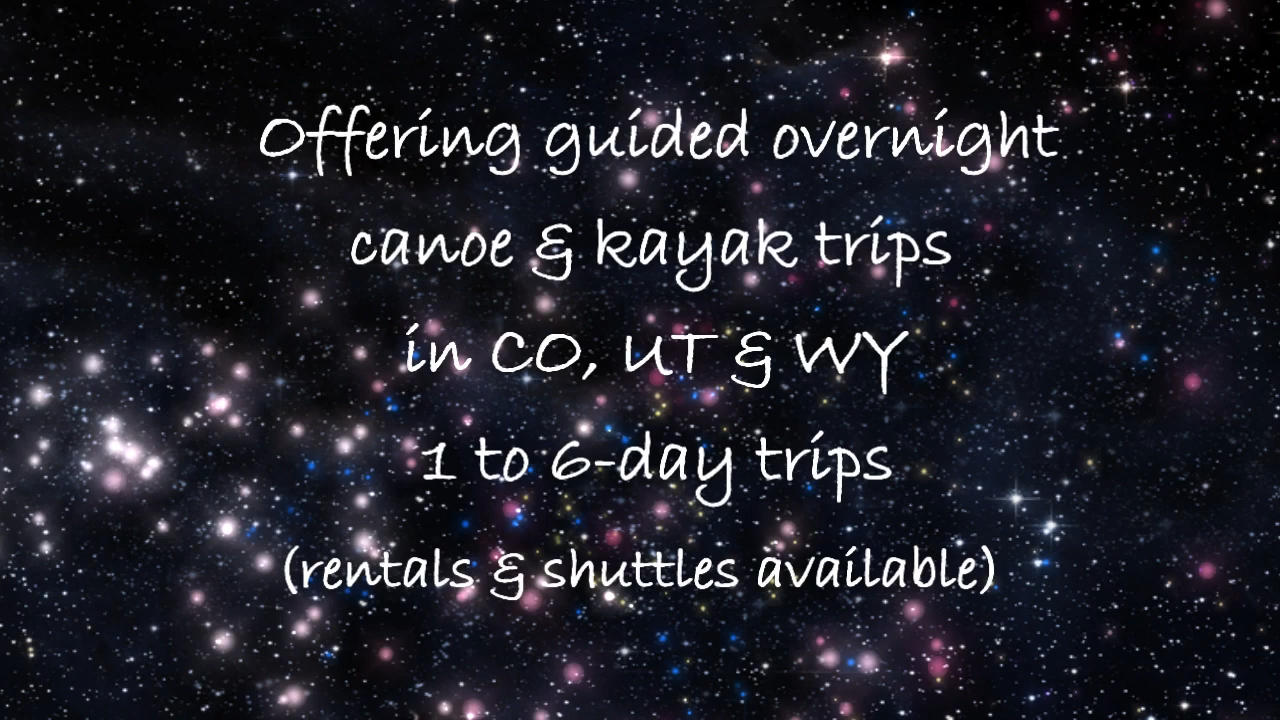 Offering guided overnight
canoe & kayak trips
in CO, UT & WY
1 to 6-day trips
(rentals & shuttles available)